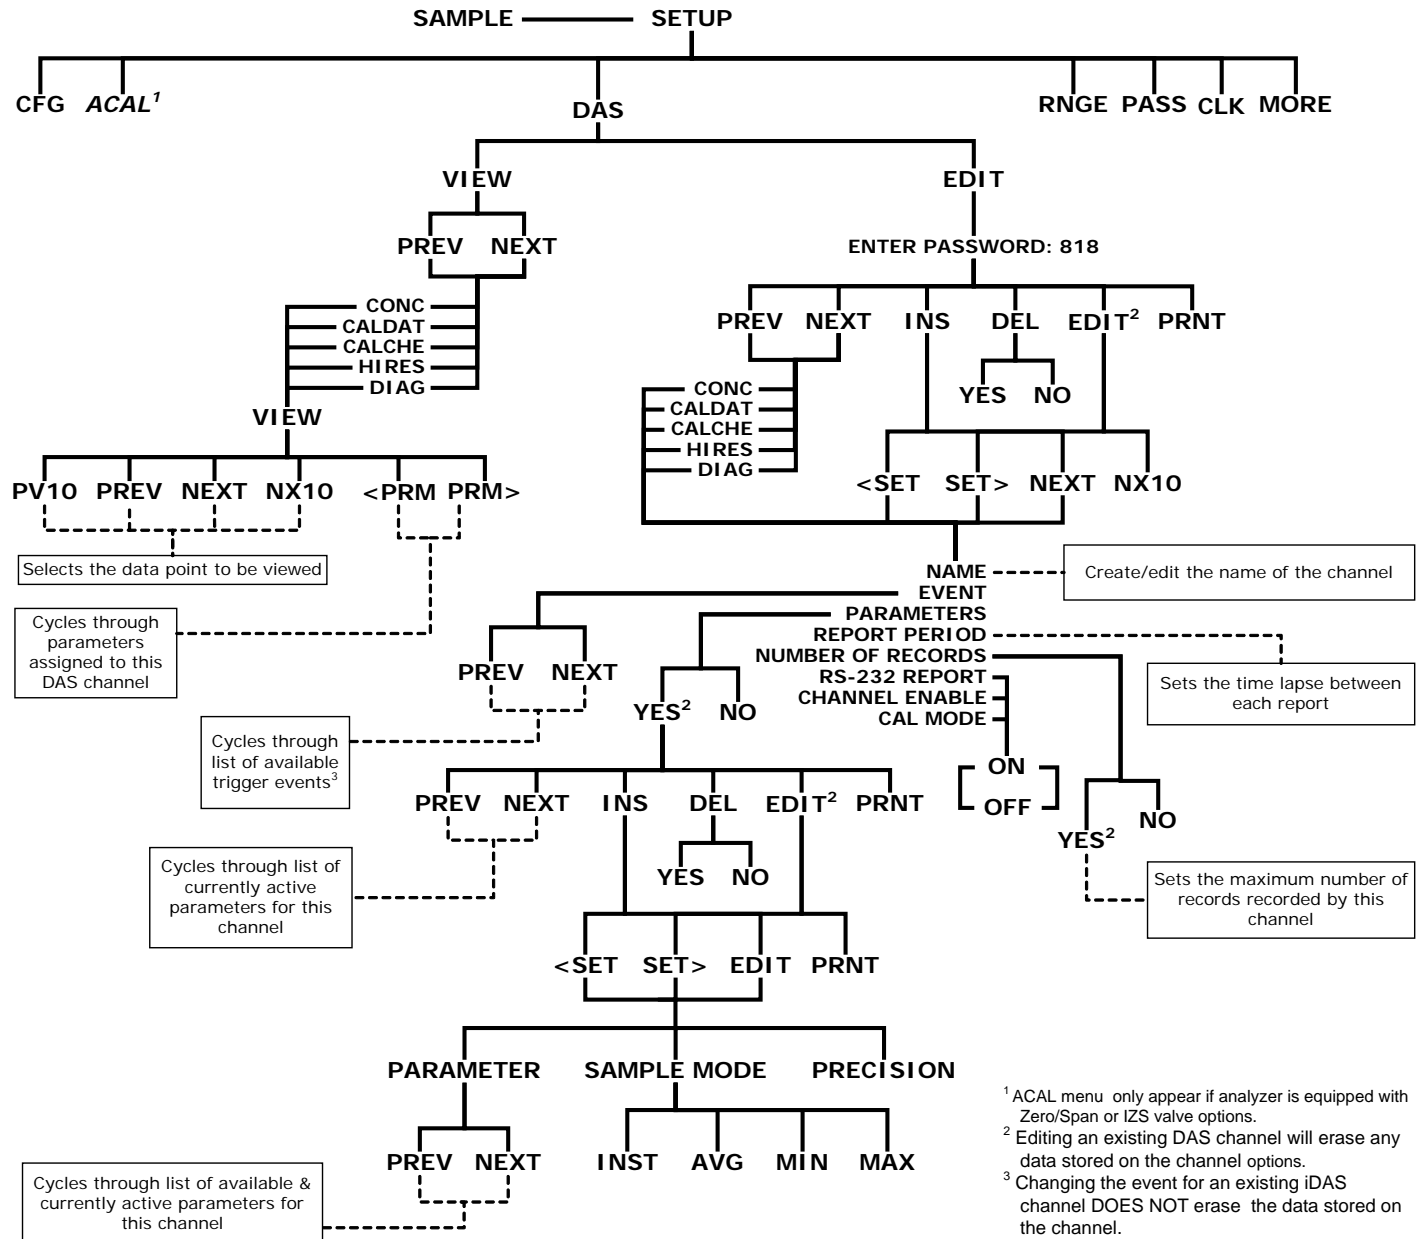 SAMPLE SETUP
CFG ACAL¹ DAS RNGE PASS CLK MORE
VIEW EDIT
PREV NEXT
ENTER PASSWORD: 818
CONC
CALDAT
CALCHE
HIRES
DIAG
VIEW
PV10 PREV NEXT NX10 <PRM PRM>
Selects the data point to be viewed
Cycles through
parameters
assigned to this
DAS channel
PREV NEXT INS DEL EDIT² PRNT
YES NO
CONC
CALDAT
CALCHE
HIRES
DIAG
<SET SET> NEXT NX10
NAME
EVENT
PARAMETERS
REPORT PERIOD
NUMBER OF RECORDS
RS-232 REPORT
CHANNEL ENABLE
CAL MODE
Create/edit the name of the channel
Sets the time lapse between
each report
ON
OFF
YES² NO
Sets the maximum number of
records recorded by this
channel
PREV NEXT
Cycles through
list of available
trigger events³
YES² NO
PREV NEXT INS DEL EDIT² PRNT
Cycles through list of
currently active
parameters for this
channel
YES NO
<SET SET> EDIT PRNT
PARAMETER SAMPLE MODE PRECISION
PREV NEXT INST AVG MIN MAX
Cycles through list of available &
currently active parameters for
this channel
¹ ACAL menu only appear if analyzer is equipped with
Zero/Span or IZS valve options.
² Editing an existing DAS channel will erase any
data stored on the channel options.
³ Changing the event for an existing iDAS
channel DOES NOT erase the data stored on
the channel.